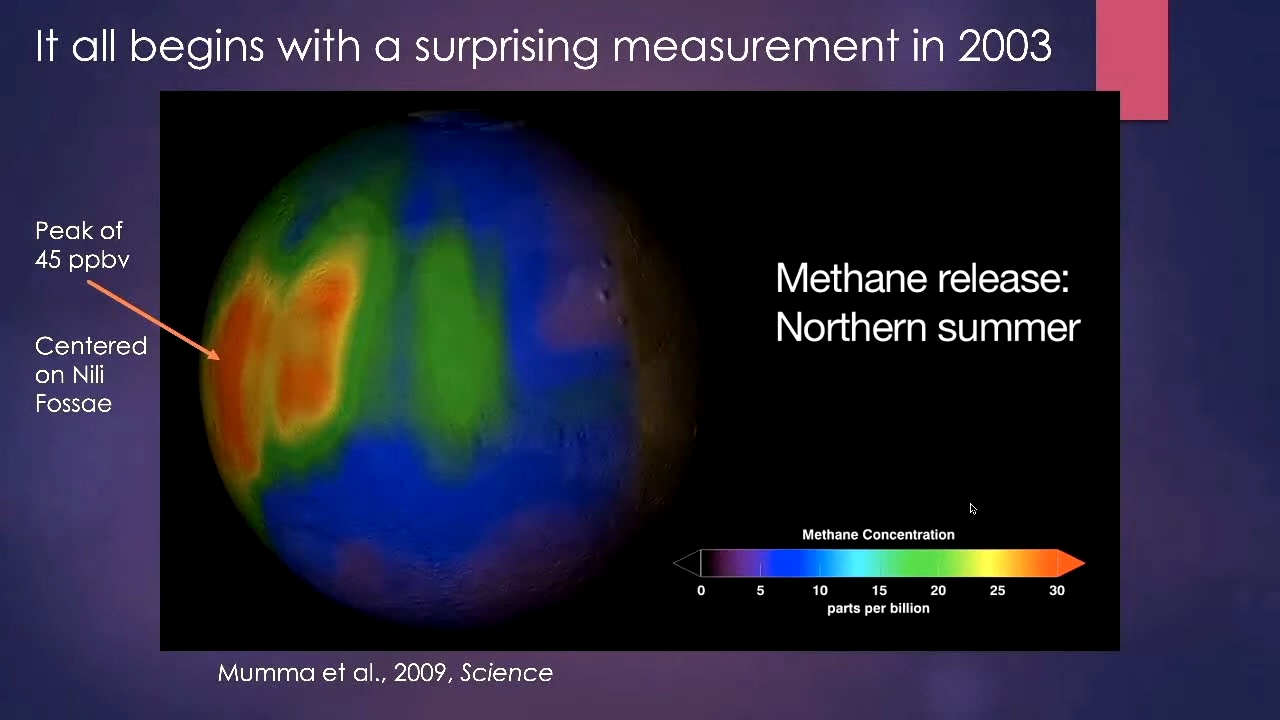 It all begins with a surprising measurement in 2003
Peak of
45 ppbv
Centered
on Nili
Fossae
Methane release:
Northern summer
Methane Concentration
0 5 10 15 20 25 30
parts per billion
Mumma et al., 2009, Science